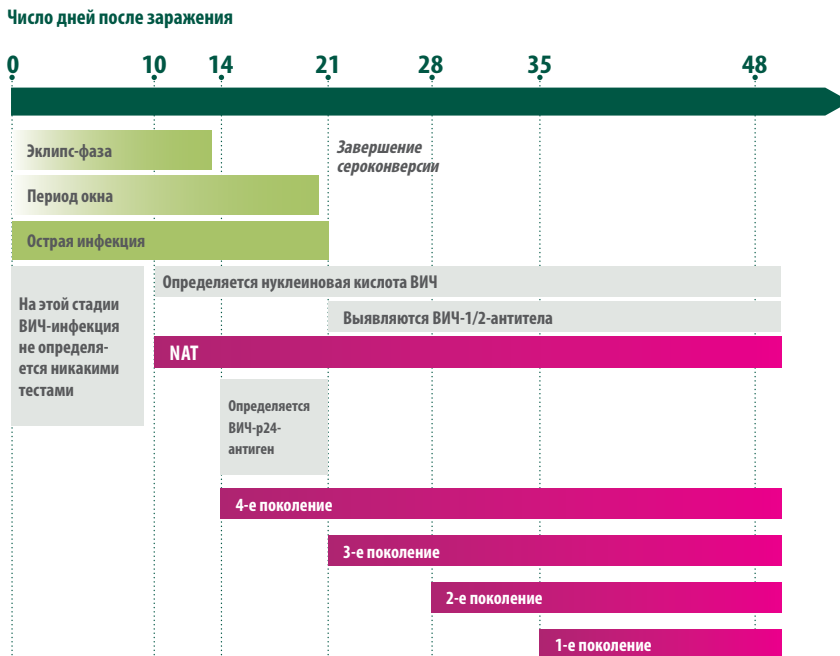 Число дней после заражения
0 10 14 21 28 35 48
Эклипс-фаза
Завершение
сероконверсии
Период окна
Острая инфекция
На этой стадии
ВИЧ-инфекция
не определя-
ется никакими
тестами
Определяется нуклеиновая кислота ВИЧ
Выявляются ВИЧ-1/2-антитела
NAT
Определяется
ВИЧ-р24-
антиген
4-е поколение
3-е поколение
2-е поколение
1-е поколение